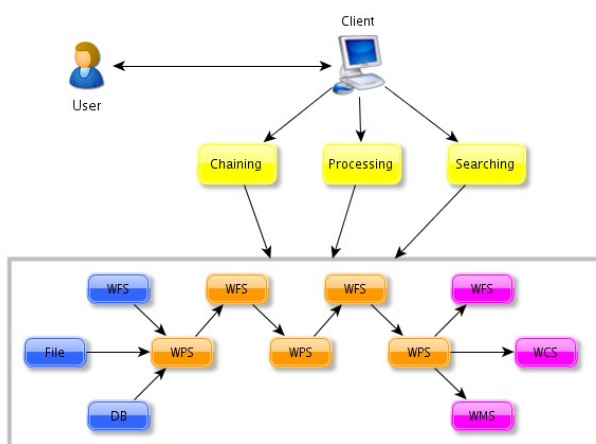 Client
User
Chaining
Processing
Searching
WFS
WFS
WFS
WFS
File
WPS
WPS
WPS
WCS
DB
WMS